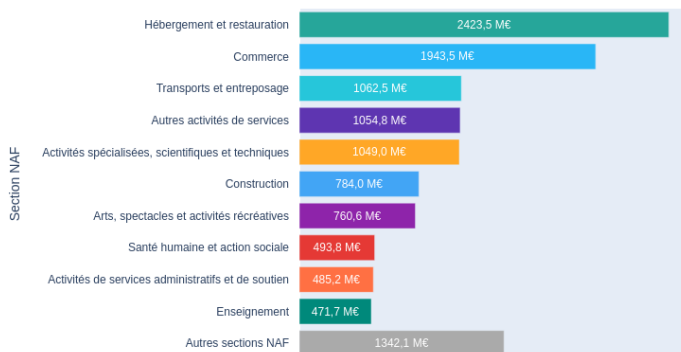 Section NAF
Hébergement et restauration 2423,5 M€
Commerce 1943,5 M€
Transports et entreposage 1062,5 M€
Autres activités de services 1054,8 M€
Activités spécialisées, scientifiques et techniques 1049,0 M€
Construction 784,0 M€
Arts, spectacles et activités récréatives 760,6 M€
Santé humaine et action sociale 493,8 M€
Activités de services administratifs et de soutien 485,2 M€
Enseignement 471,7 M€
Autres sections NAF 1342,1 M€